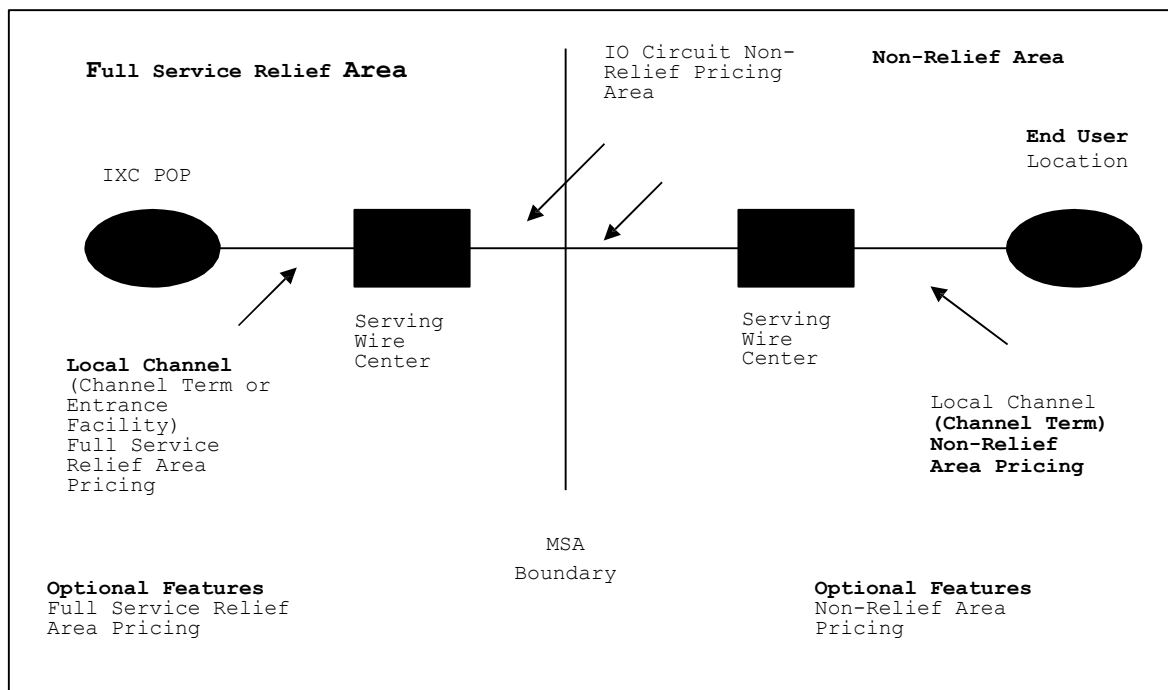 Full Service Relief Area
IO Circuit Non-
Relief Pricing
Area
Non-Relief Area
End User
Location
IXC POP
Serving
Wire
Center
Serving
Wire
Center
Local Channel
(Channel Term or
Entrance
Facility)
Full Service
Relief Area
Pricing
Local Channel
(Channel Term)
Non-Relief
Area Pricing
MSA
Boundary
Optional Features
Full Service Relief
Area Pricing
Optional Features
Non-Relief Area
Pricing